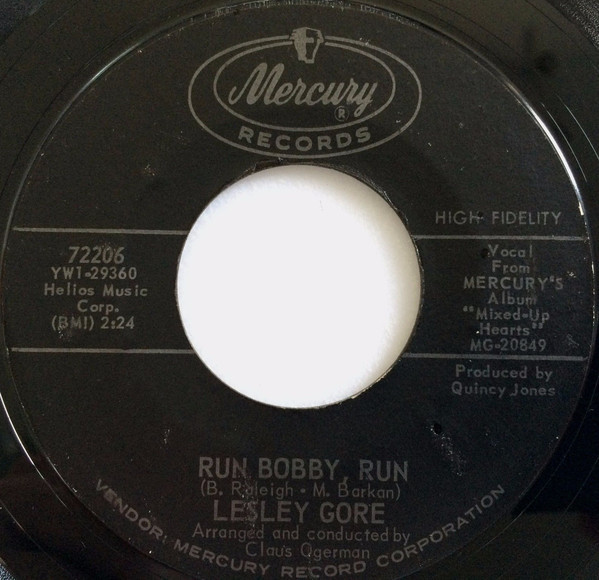 Mercury
®
RECORDS
HIGH FIDELITY
72206
YW1-29360
Helios Music
Corp.
(BMI) 2:24
Vocal
From
MERCURY'S
Album
"Mixed-Up
Hearts"
MG-20849
Produced by
Quincy Jones
RUN BOBBY, RUN
(B. Raleigh • M. Barkan)
LESLEY GORE
Arranged and conducted by
Claus Ogerman
VENDOR: MERCURY RECORD CORPORATION